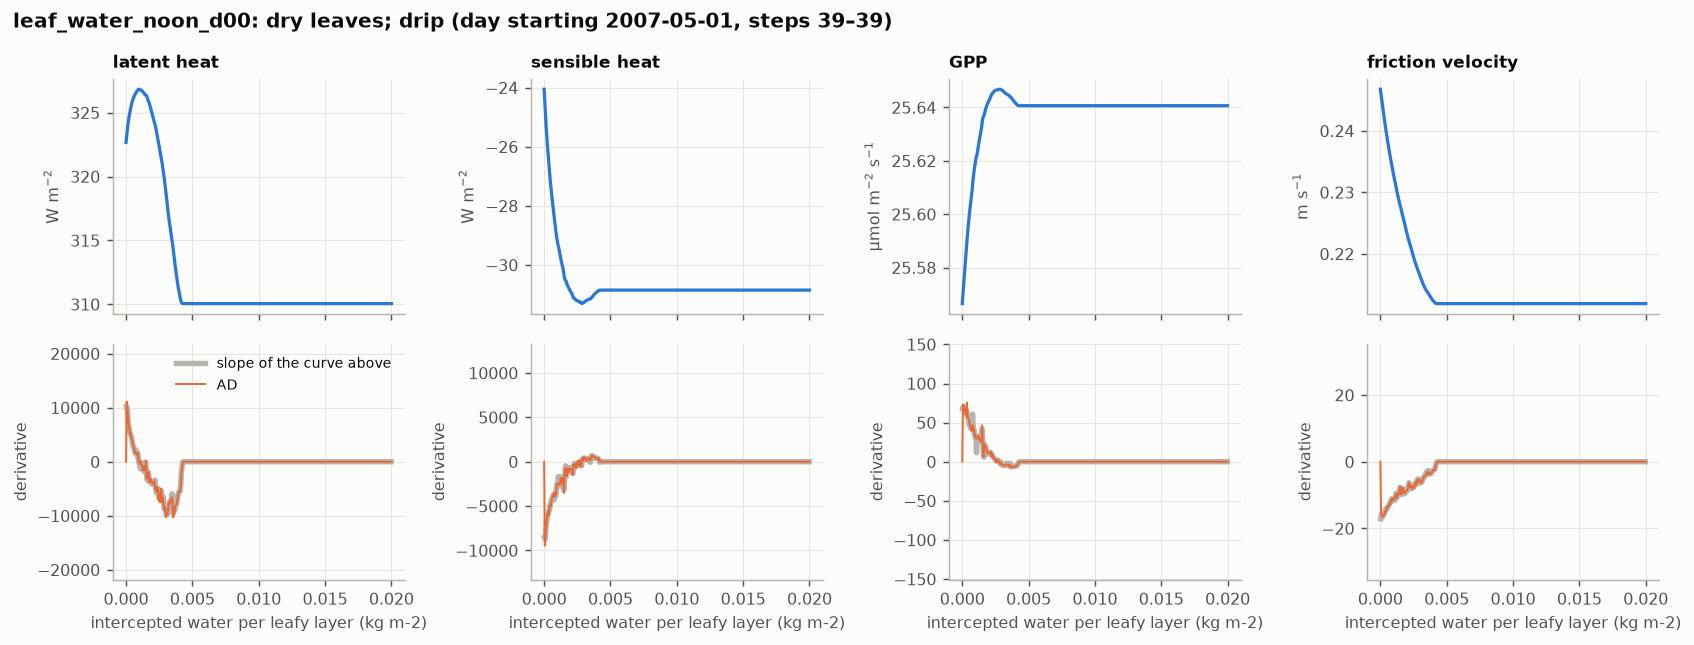 leaf_water_noon_d00: dry leaves; drip (day starting 2007-05-01, steps 39–39)
latent heat
W m⁻²
325
320
315
310
sensible heat
W m⁻²
−24
−26
−28
−30
GPP
µmol m⁻² s⁻¹
25.64
25.62
25.60
25.58
friction velocity
m s⁻¹
0.24
0.23
0.22
derivative
20000
10000
0
−10000
−20000
slope of the curve above
AD
0.000 0.005 0.010 0.015 0.020
intercepted water per leafy layer (kg m-2)
derivative
10000
5000
0
−5000
−10000
0.000 0.005 0.010 0.015 0.020
intercepted water per leafy layer (kg m-2)
derivative
150
100
50
0
−50
−100
−150
0.000 0.005 0.010 0.015 0.020
intercepted water per leafy layer (kg m-2)
derivative
20
0
−20
0.000 0.005 0.010 0.015 0.020
intercepted water per leafy layer (kg m-2)